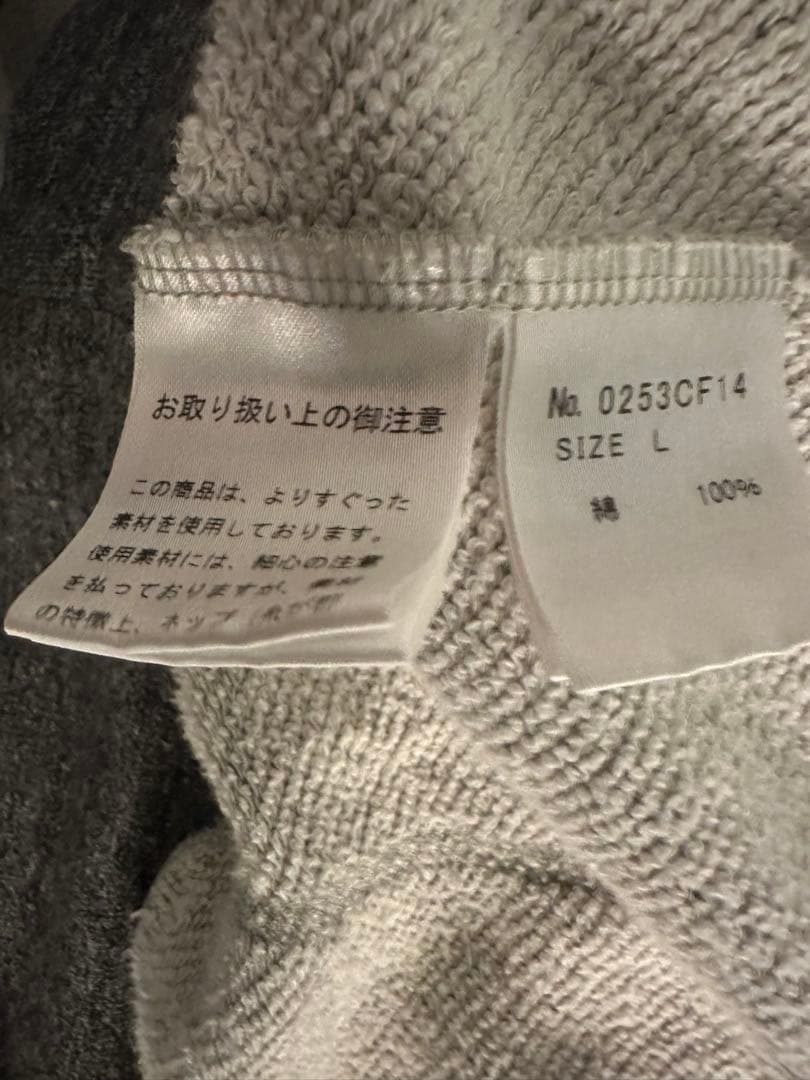 お取り扱い上の御注意
この商品は、よりすぐった
素材を使用しております。
使用素材には、細心の注意
を払っておりますが、素材
の特徴上、ネップ
No. 0253CF14
SIZE L
綿 100%